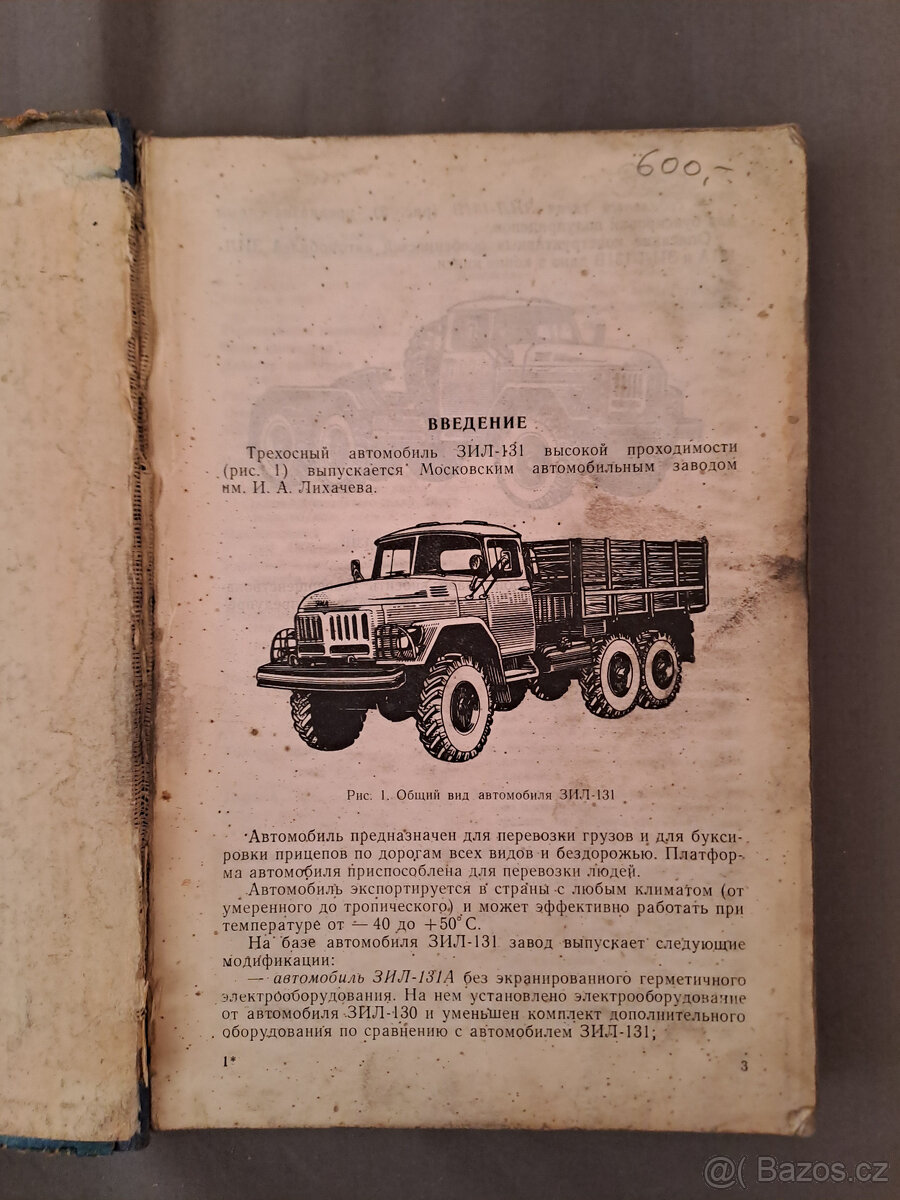 600,-
ВВЕДЕНИЕ
Трехосный автомобиль ЗИЛ-131 высокой проходимости
(рис. 1) выпускается Московским автомобильным заводом
им. И. А. Лихачева.
ЗИЛ
Рис. 1. Общий вид автомобиля ЗИЛ-131
Автомобиль предназначен для перевозки грузов и для букси-
ровки прицепов по дорогам всех видов и бездорожью. Платфор-
ма автомобиля приспособлена для перевозки людей.
Автомобиль экспортируется в страны с любым климатом (от
умеренного до тропического) и может эффективно работать при
температуре от — 40 до +50°С.
На базе автомобиля ЗИЛ-131 завод выпускает следующие
модификации:
— автомобиль ЗИЛ-131А без экранированного герметичного
электрооборудования. На нем установлено электрооборудование
от автомобиля ЗИЛ-130 и уменьшен комплект дополнительного
оборудования по сравнению с автомобилем ЗИЛ-131;
1*
3
@( Bazos.cz